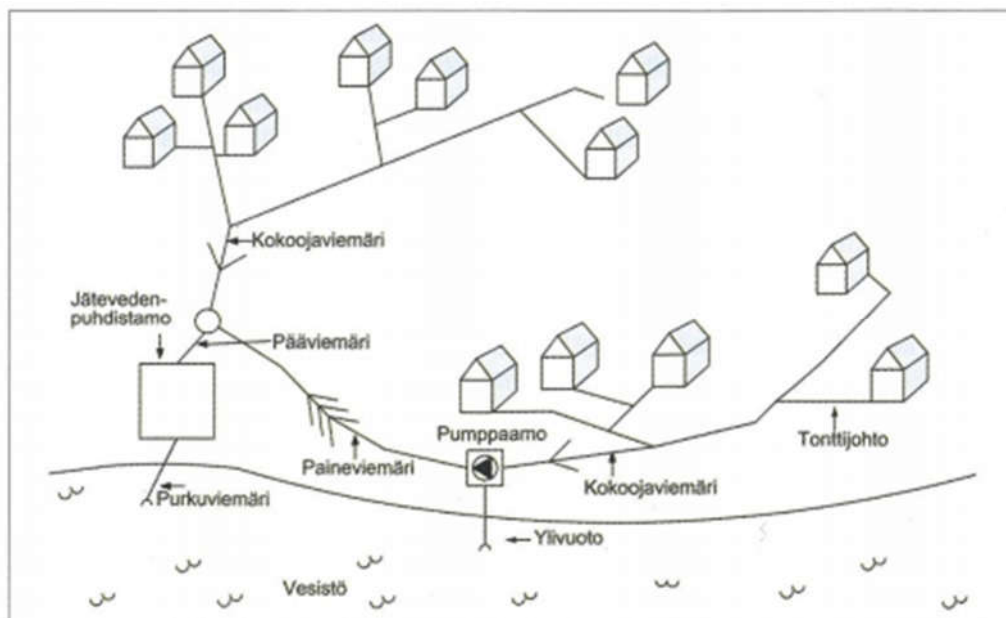 Kokoojaviemäri
Jäteveden-
puhdistamo
Pääviemäri
Pumppaamo
Tonttijohto
Paineviemäri
Kokoojaviemäri
Purkuviemäri
Ylivuoto
Vesistö